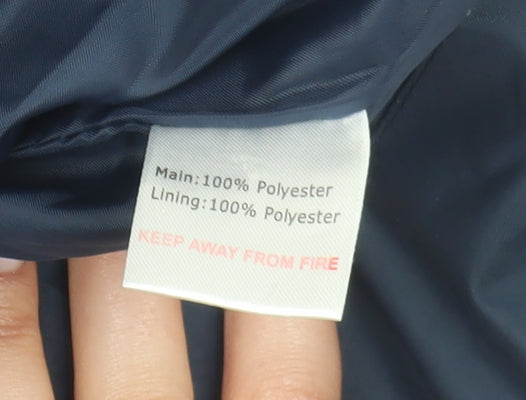 Main:100% Polyester
Lining:100% Polyester
KEEP AWAY FROM FIRE